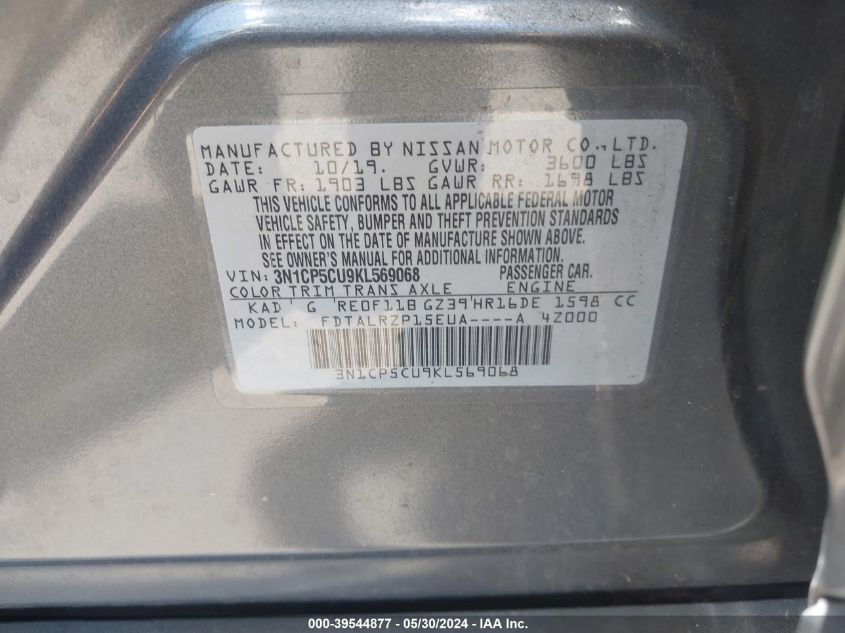 MANUFACTURED BY NISSAN MOTOR CO., LTD.
DATE: 10/19. GVWR: 3600 LBS
GAWR FR: 1903 LBS GAWR RR: 1698 LBS
THIS VEHICLE CONFORMS TO ALL APPLICABLE FEDERAL MOTOR
VEHICLE SAFETY, BUMPER AND THEFT PREVENTION STANDARDS
IN EFFECT ON THE DATE OF MANUFACTURE SHOWN ABOVE.
SEE OWNER'S MANUAL FOR ADDITIONAL INFORMATION.
VIN: 3N1CP5CU9KL569068 PASSENGER CAR.
COLOR TRIM TRANS AXLE ENGINE
KAD G RE0F11B GZ39 HR16DE 1598 CC
MODEL: FDTALRZP15EUA----A 4Z000
3N1CP5CU9KL569068
000-39544877 - 05/30/2024 - IAA Inc.